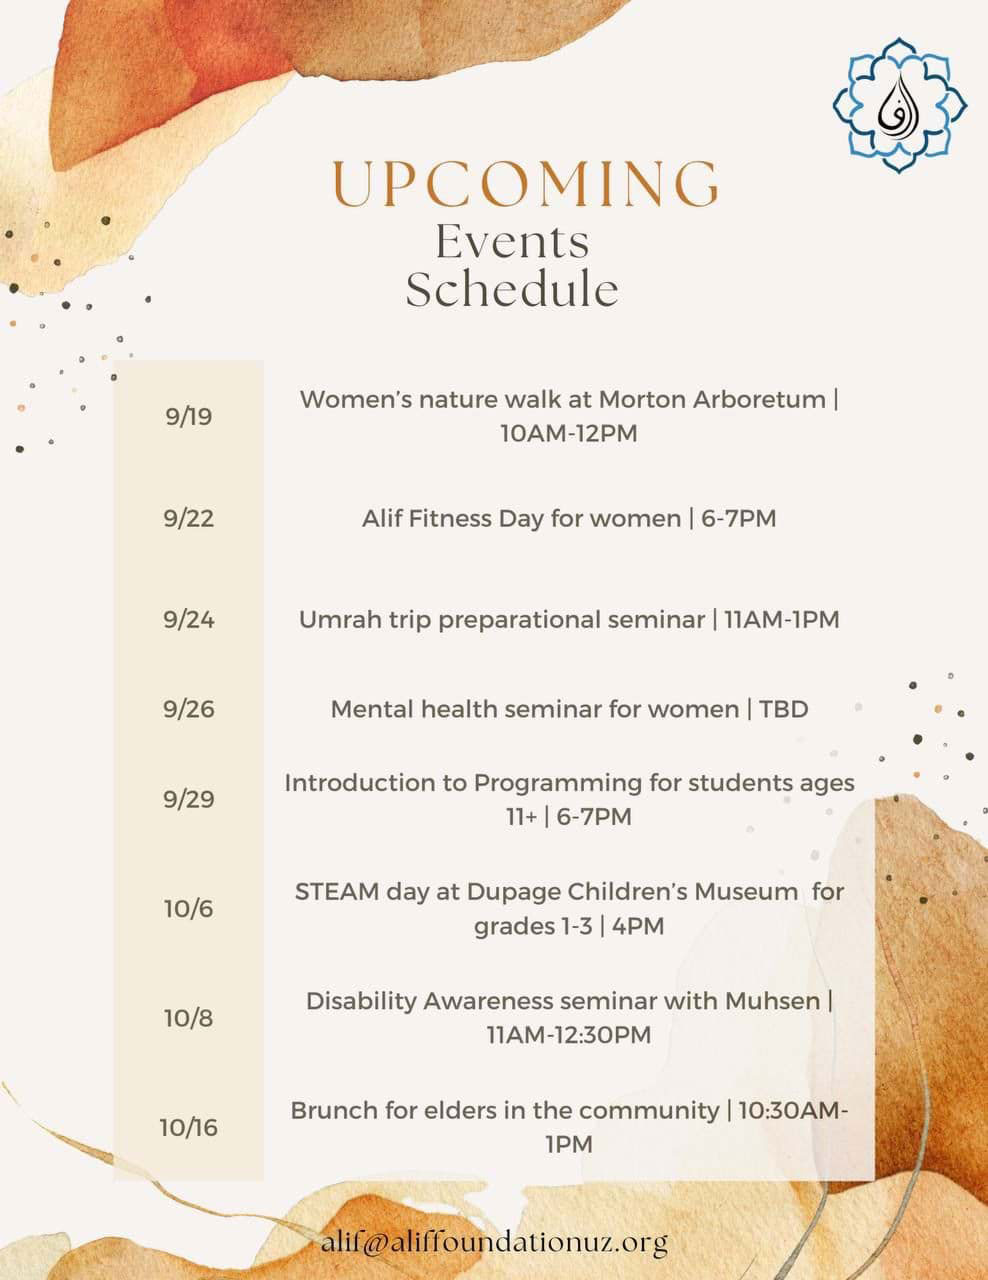 UPCOMING
Events
Schedule
9/19
Women’s nature walk at Morton Arboretum |
10AM-12PM
9/22
Alif Fitness Day for women | 6-7PM
9/24
Umrah trip preparational seminar | 11AM-1PM
9/26
Mental health seminar for women | TBD
9/29
Introduction to Programming for students ages
11+ | 6-7PM
10/6
STEAM day at Dupage Children’s Museum  for
grades 1-3 | 4PM
10/8
Disability Awareness seminar with Muhsen |
11AM-12:30PM
10/16
Brunch for elders in the community | 10:30AM-
1PM
alif@aliffoundationuz.org